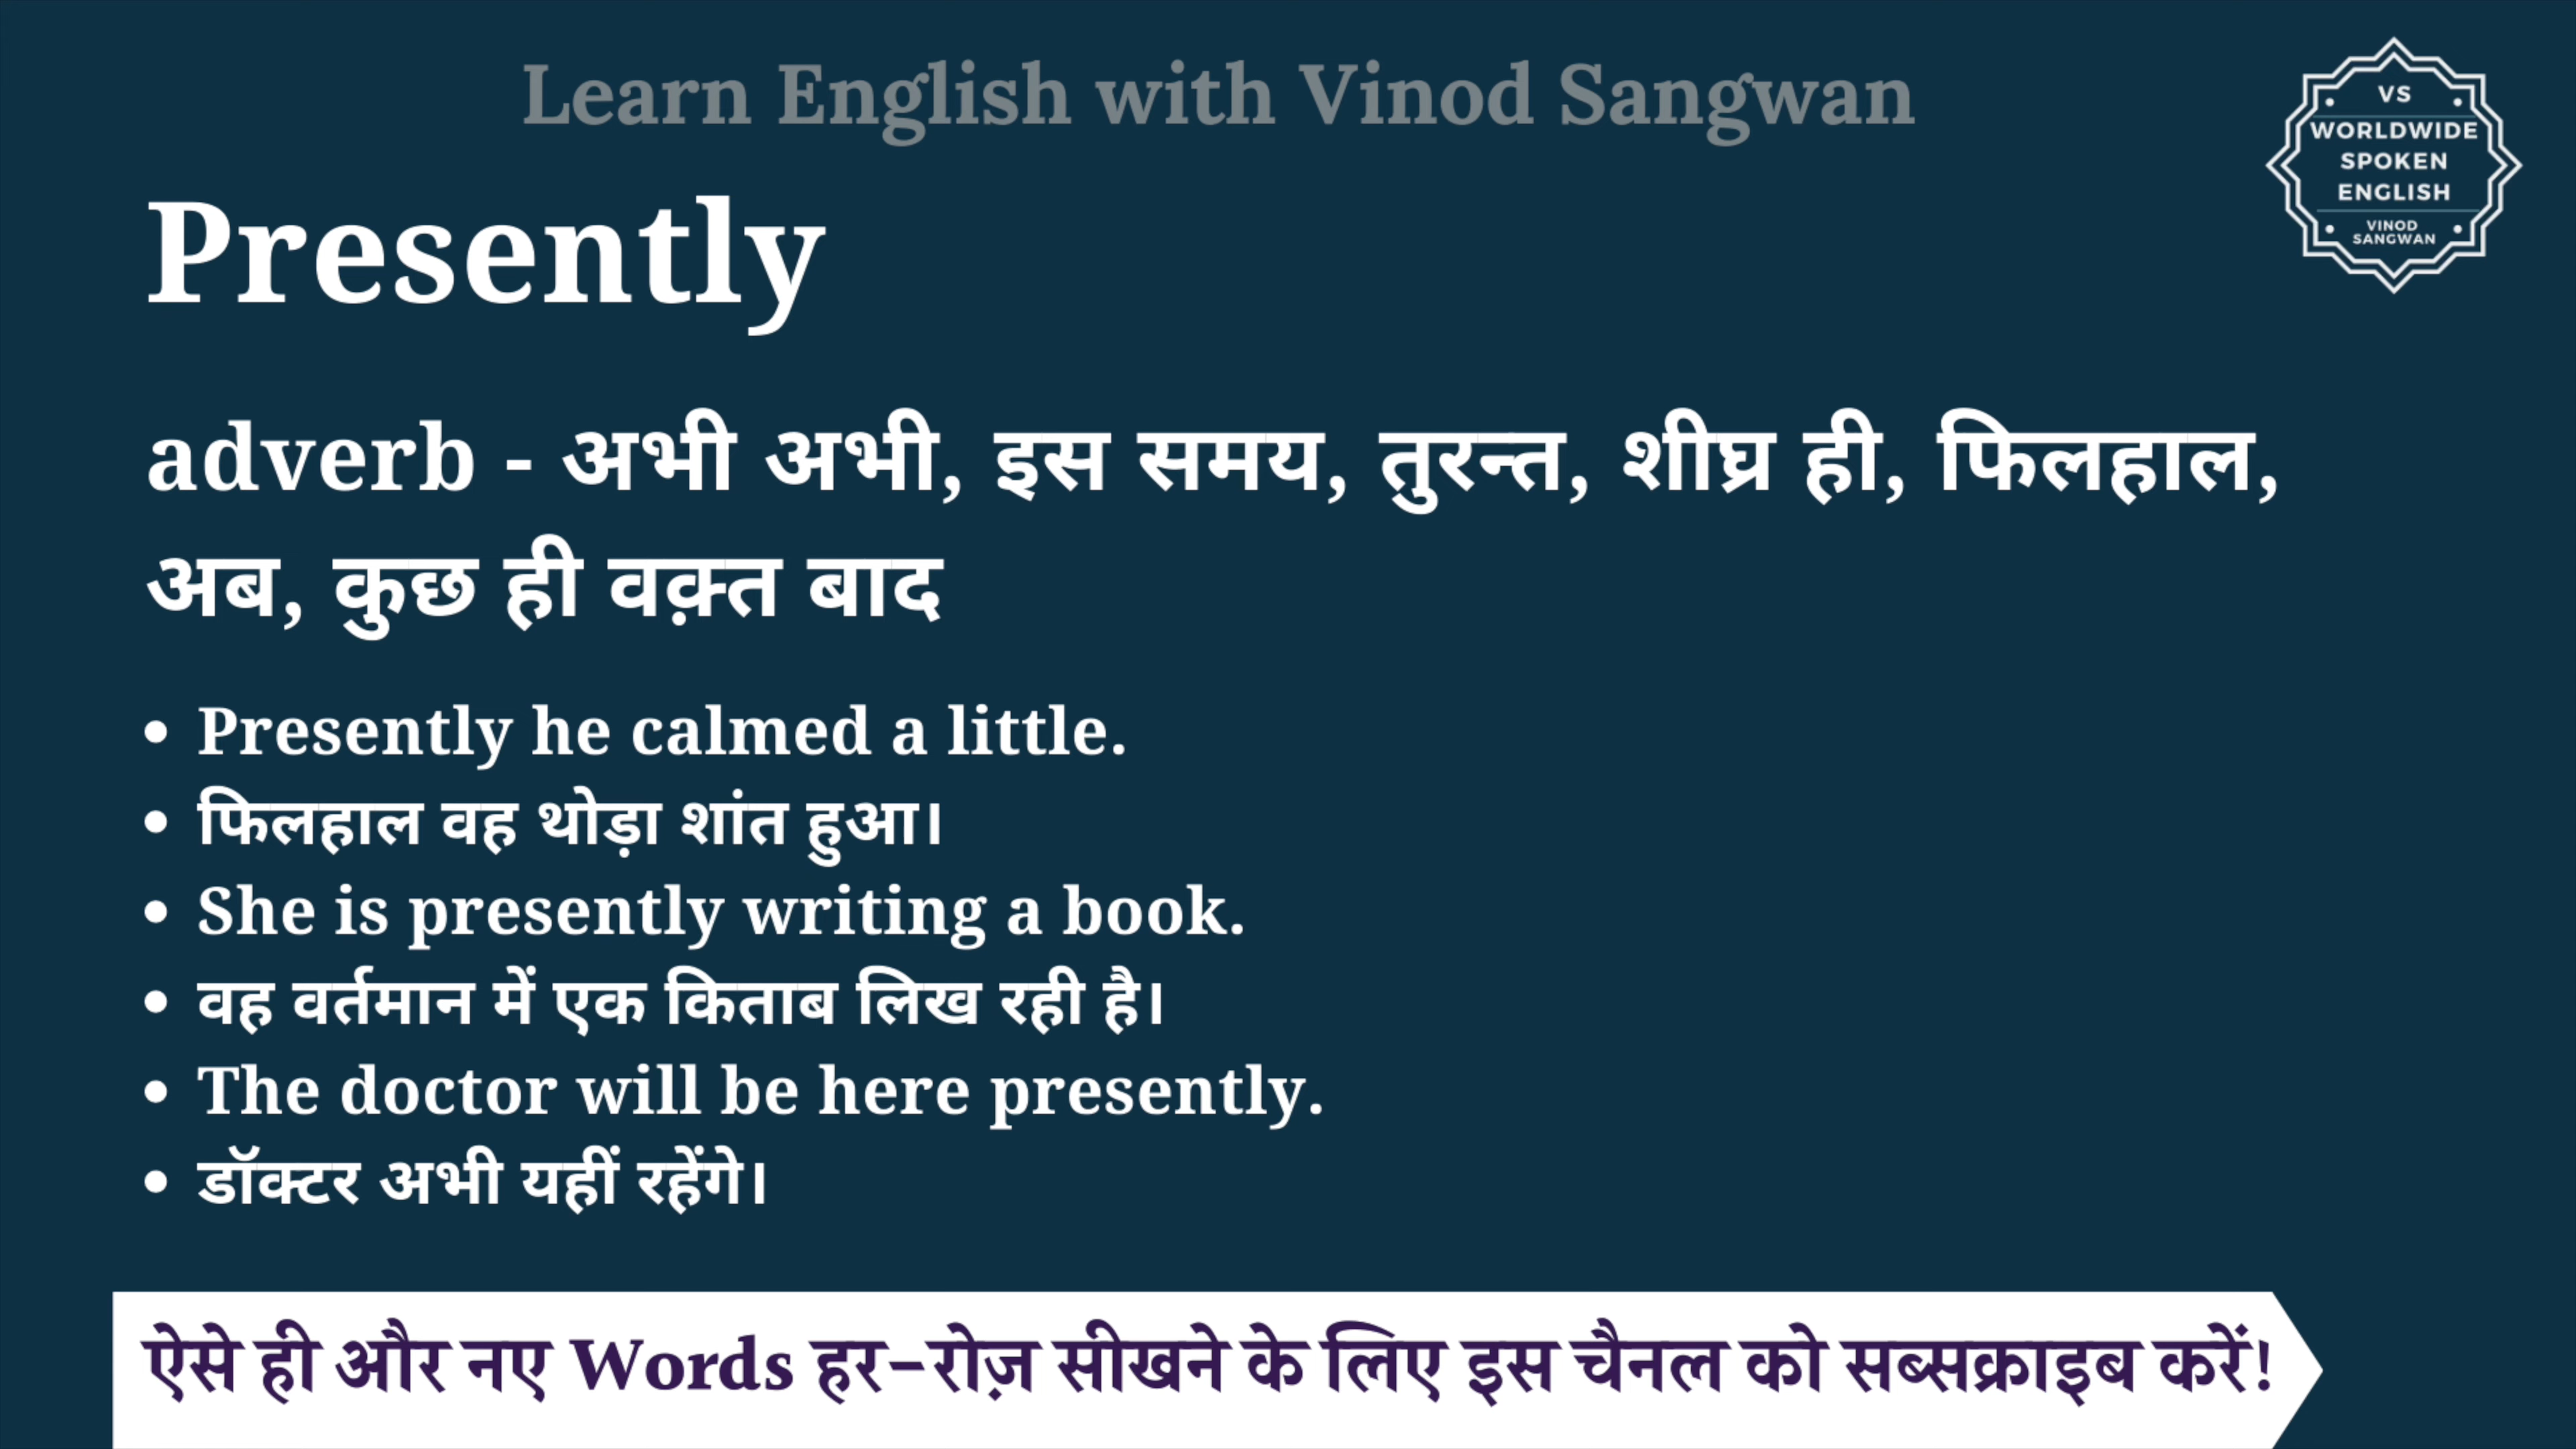 Learn English with Vinod Sangwan
VS
WORLDWIDE
SPOKEN
ENGLISH
VINOD
SANGWAN
Presently
adverb - अभी अभी, इस समय, तुरन्त, शीघ्र ही, फिलहाल,
अब, कुछ ही वक़्त बाद
• Presently he calmed a little.
• फिलहाल वह थोड़ा शांत हुआ।
• She is presently writing a book.
• वह वर्तमान में एक किताब लिख रही है।
• The doctor will be here presently.
• डॉक्टर अभी यहीं रहेंगे।
ऐसे ही और नए Words हर-रोज़ सीखने के लिए इस चैनल को सब्सक्राइब करें!